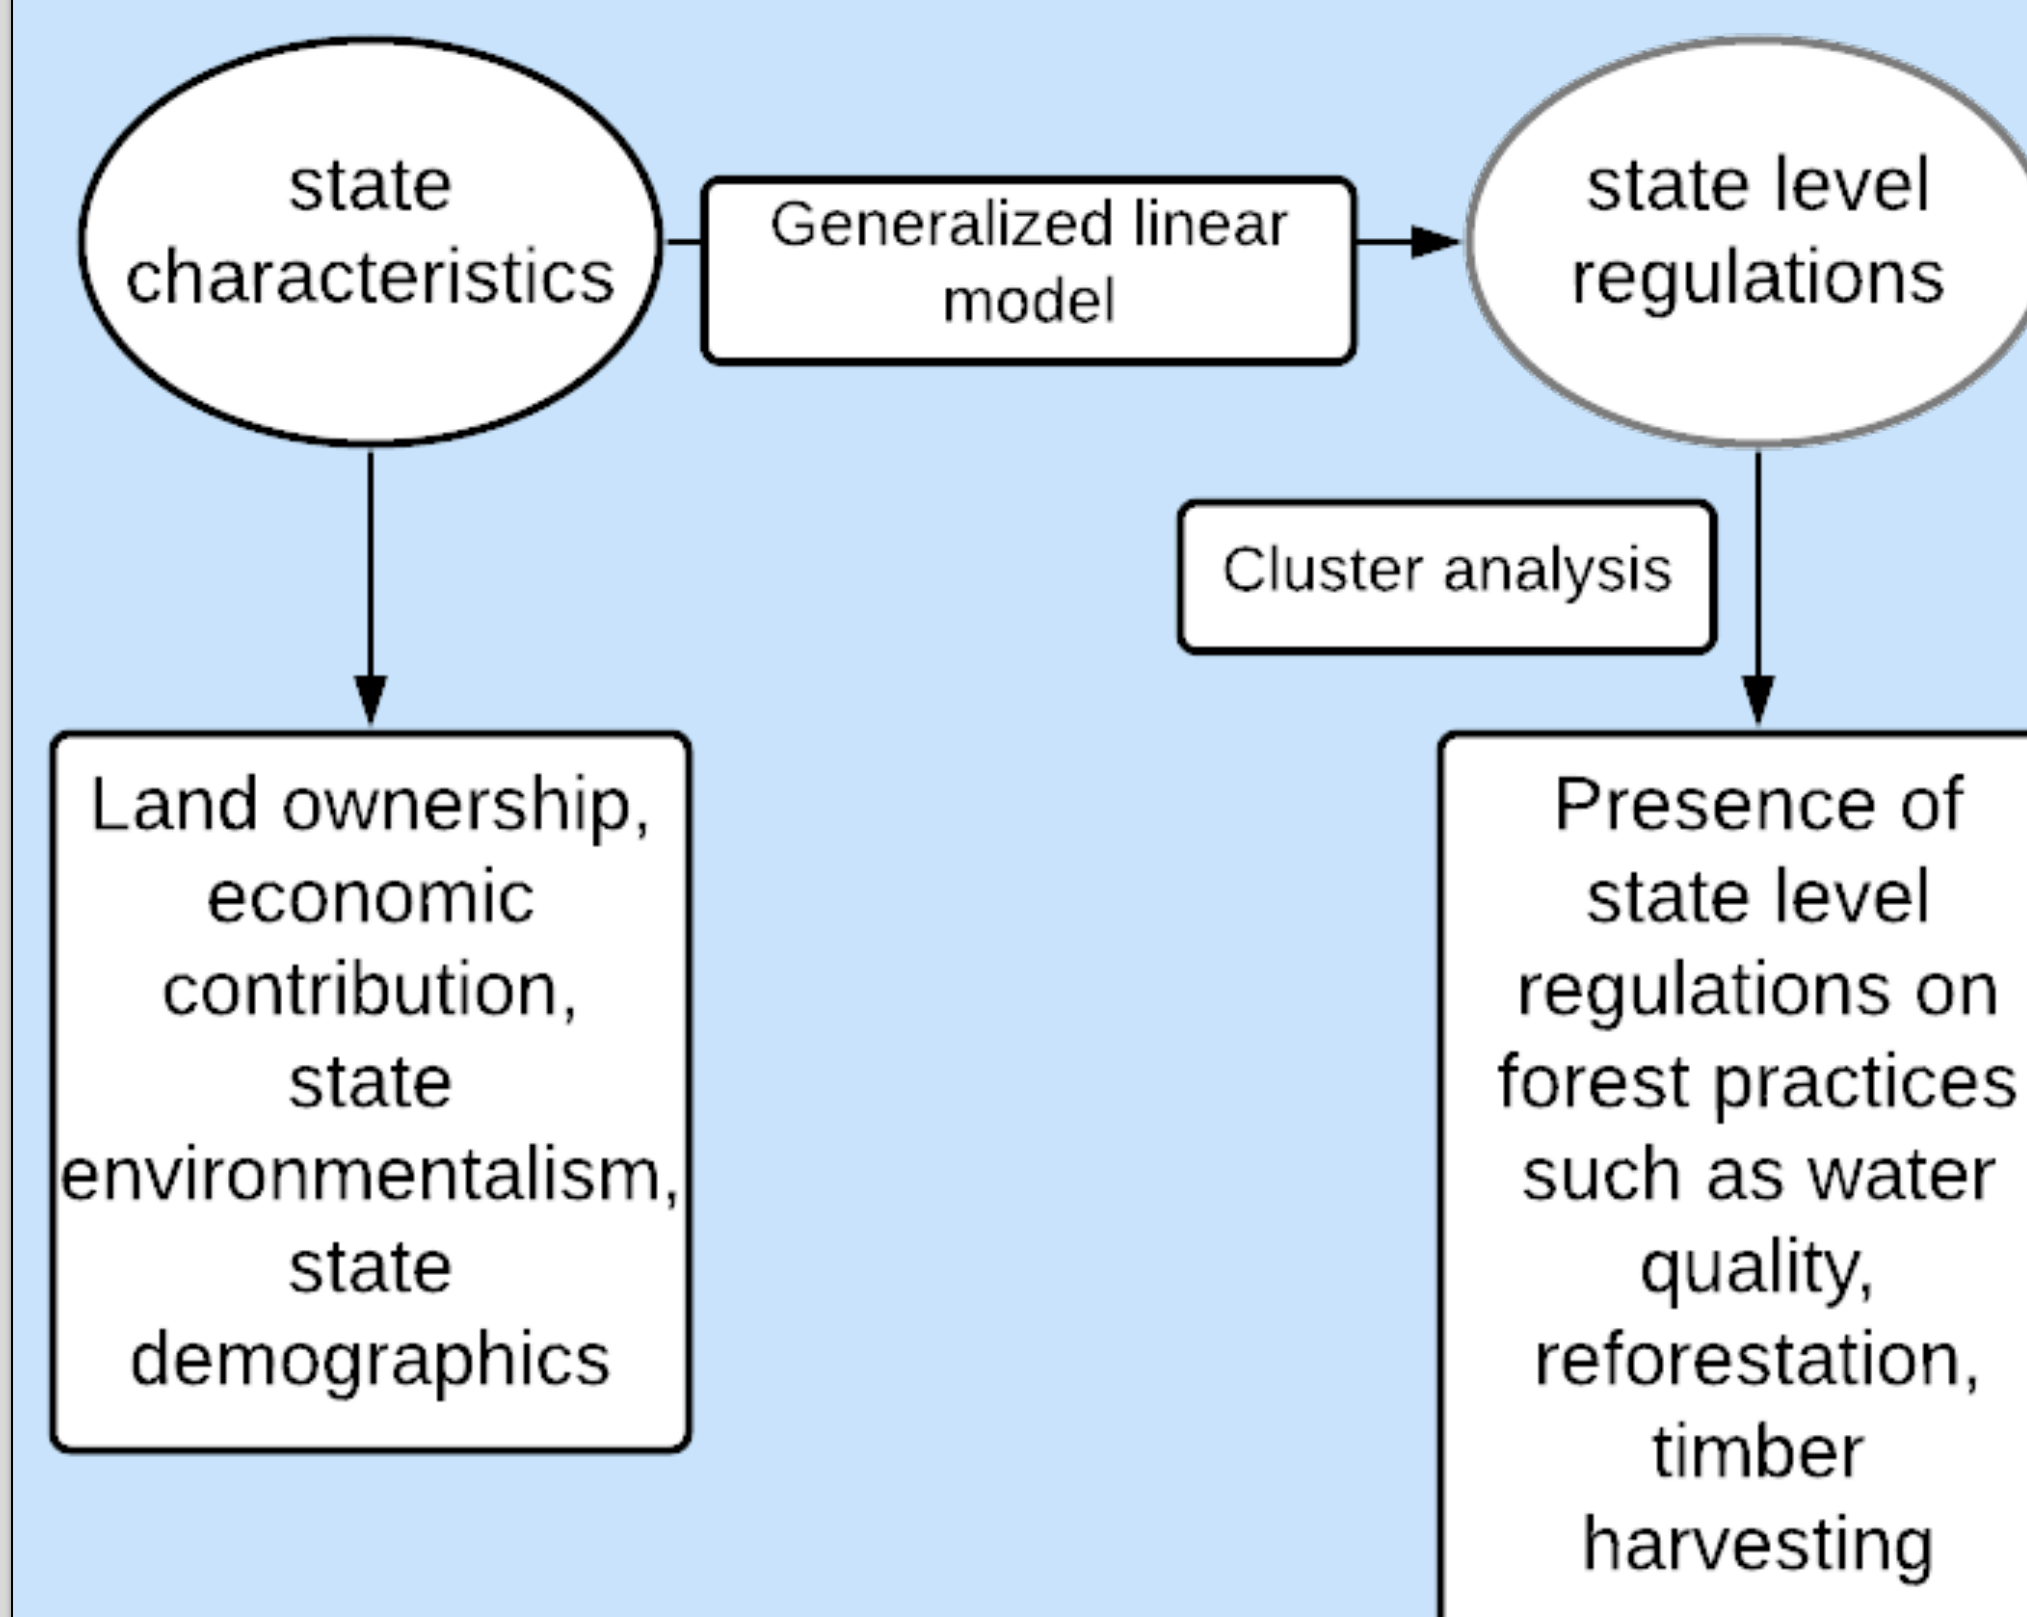 state
characteristics
Generalized linear
model
state level
regulations
Cluster analysis
Land ownership,
economic
contribution,
state
environmentalism,
state
demographics
Presence of
state level
regulations on
forest practices
such as water
quality,
reforestation,
timber
harvesting